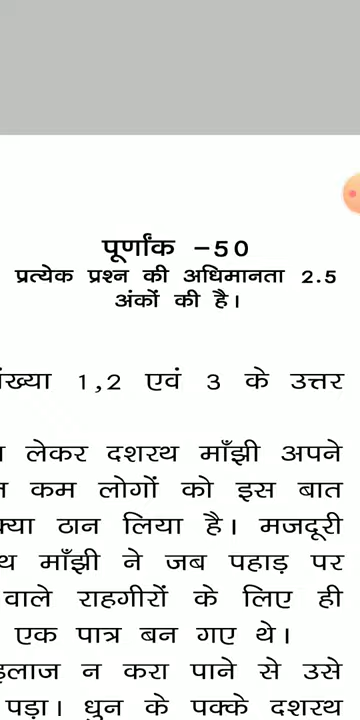 पूर्णांक –50
प्रत्येक प्रश्न की अधिमानता 2.5
अंकों की है।
1,2 एवं 3 के उत्तर
लेकर दशरथ माँझी अपने
कम लोगों को इस बात
ठान लिया है। मजदूरी
माँझी ने जब पहाड़ पर
वाले राहगीरों के लिए ही
एक पात्र बन गए थे।
न करा पाने से उसे
पड़ा। धुन के पक्के दशरथ